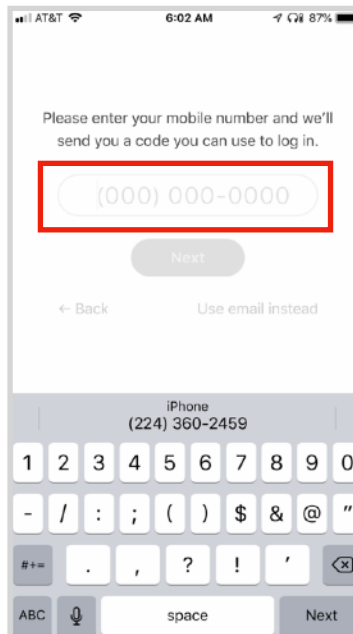 AT&T 6:02 AM 87%
Please enter your mobile number and we'll
send you a code you can use to log in.
(000) 000-0000
Next
← Back Use email instead
iPhone
(224) 360-2459
1 2 3 4 5 6 7 8 9 0
- / : ; ( ) $ & @ "
#+= . , ? ! '
ABC space Next